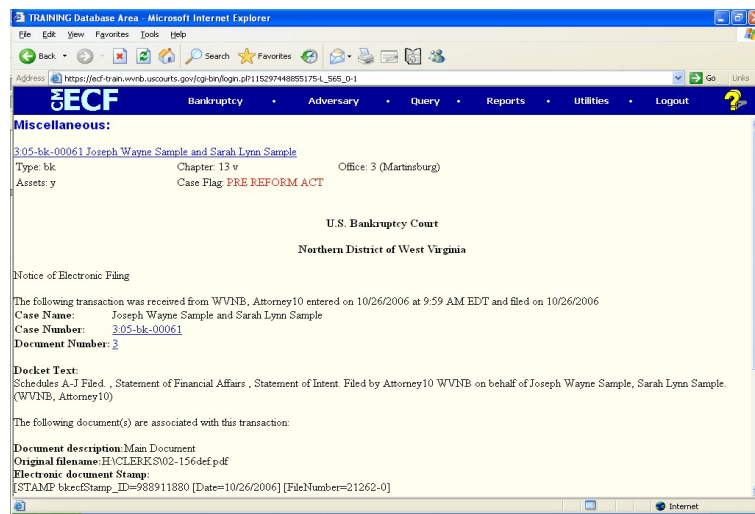 TRAINING Database Area - Microsoft Internet Explorer
File Edit View Favorites Tools Help
Back Search Favorites
Address https://ecf-train.wvnb.uscourts.gov/cgi-bin/login.pl?115297448855175-L_565_0-1 Go Links
CM ECF Bankruptcy • Adversary • Query • Reports • Utilities • Logout ?
Miscellaneous:
3:05-bk-00061 Joseph Wayne Sample and Sarah Lynn Sample
Type: bk Chapter: 13 v Office: 3 (Martinsburg)
Assets: y Case Flag: PRE REFORM ACT
U.S. Bankruptcy Court
Northern District of West Virginia
Notice of Electronic Filing
The following transaction was received from WVNB, Attorney10 entered on 10/26/2006 at 9:59 AM EDT and filed on 10/26/2006
Case Name: Joseph Wayne Sample and Sarah Lynn Sample
Case Number: 3:05-bk-00061
Document Number: 3
Docket Text:
Schedules A-J Filed. , Statement of Financial Affairs , Statement of Intent. Filed by Attorney10 WVNB on behalf of Joseph Wayne Sample, Sarah Lynn Sample.
(WVNB, Attorney10)
The following document(s) are associated with this transaction:
Document description:Main Document
Original filename:H:\CLERKS\02-156def.pdf
Electronic document Stamp:
[STAMP bkecfStamp_ID=988911880 [Date=10/26/2006] [FileNumber=21262-0]
Internet